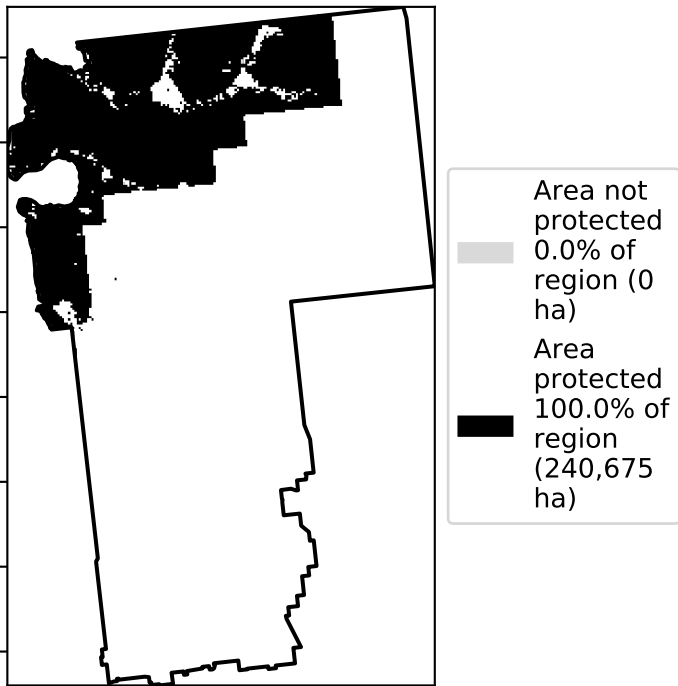 Area not
protected
0.0% of
region (0
ha)
Area
protected
100.0% of
region
(240,675
ha)